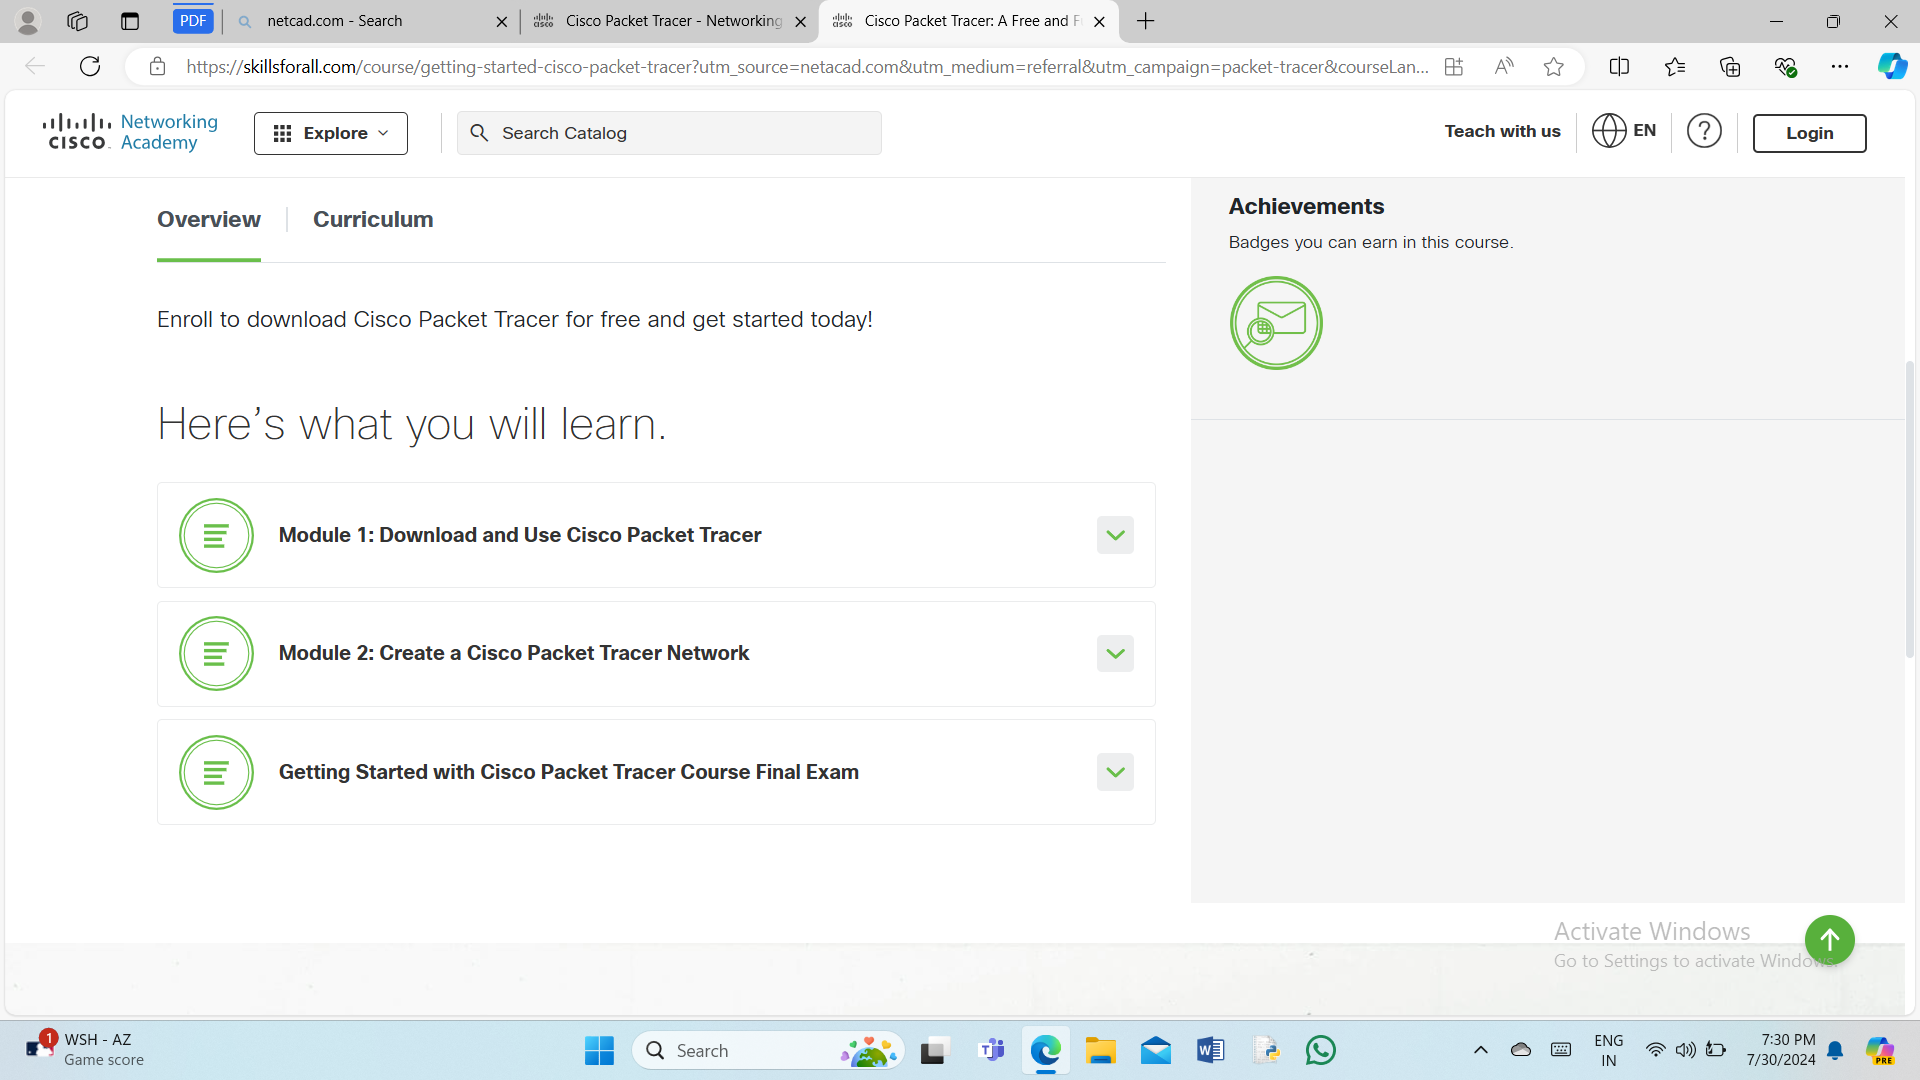 PDF
netcad.com - Search
Cisco Packet Tracer - Networking
Cisco Packet Tracer: A Free and F
https://skillsforall.com/course/getting-started-cisco-packet-tracer?utm_source=netacad.com&utm_medium=referral&utm_campaign=packet-tracer&courseLan...
CISCO Networking
Academy
Explore
Search Catalog
Teach with us
EN
?
Login
Overview
Curriculum
Achievements
Badges you can earn in this course.
Enroll to download Cisco Packet Tracer for free and get started today!
Here's what you will learn.
Module 1: Download and Use Cisco Packet Tracer
Module 2: Create a Cisco Packet Tracer Network
Getting Started with Cisco Packet Tracer Course Final Exam
Activate Windows
Go to Settings to activate Windows.
1
WSH - AZ
Game score
Search
ENG
IN
7:30 PM
7/30/2024
PRE